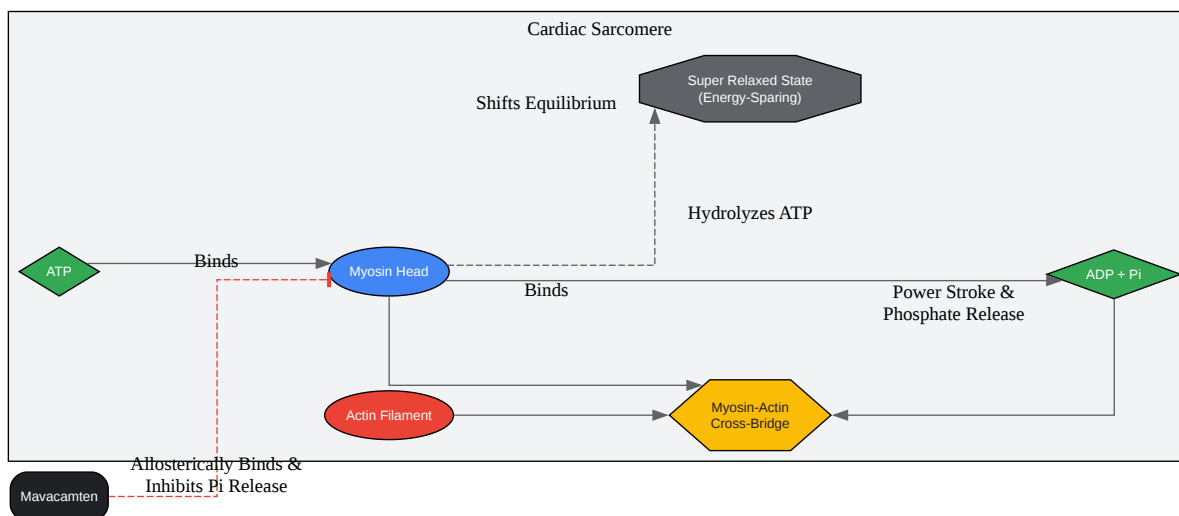 Cardiac Sarcomere
Super Relaxed State
(Energy-Sparing)
Shifts Equilibrium
Hydrolyzes ATP
ATP
Binds
Myosin Head
Binds
ADP + Pi
Power Stroke &
Phosphate Release
Actin Filament
Myosin-Actin
Cross-Bridge
Allosterically Binds &
Inhibits Pi Release
Mavacamten